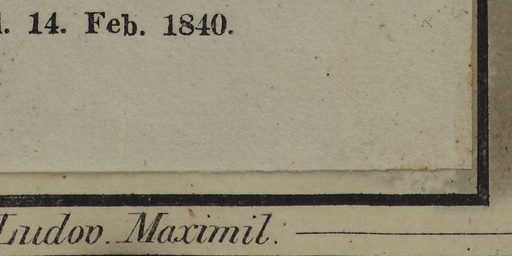 . 14. Feb. 1840.
Ludov. Maximil.